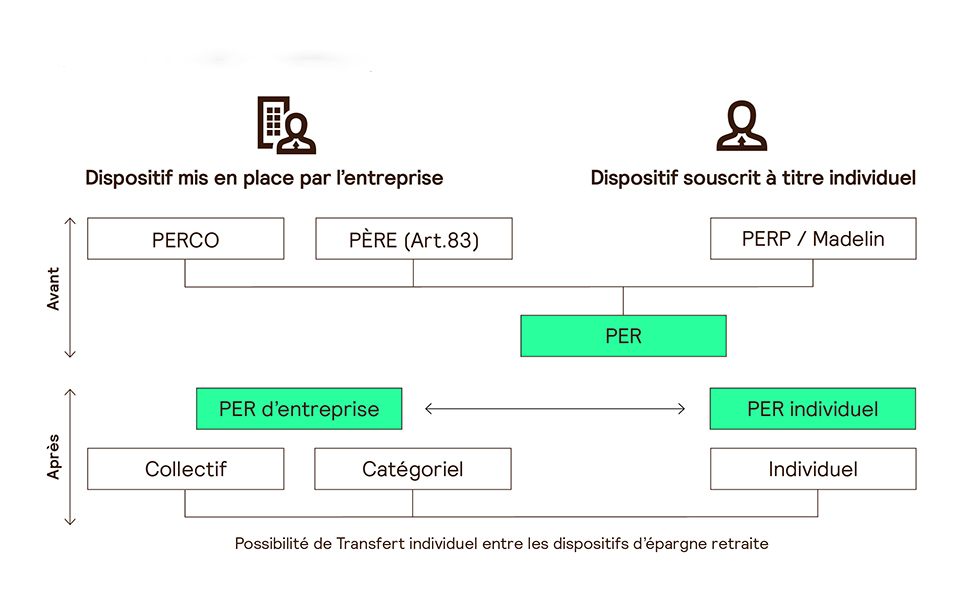 Dispositif mis en place par l’entreprise
Dispositif souscrit à titre individuel
Avant
PERCO
PÈRE (Art.83)
PERP / Madelin
PER
Après
PER d’entreprise
PER individuel
Collectif
Catégoriel
Individuel
Possibilité de Transfert individuel entre les dispositifs d’épargne retraite